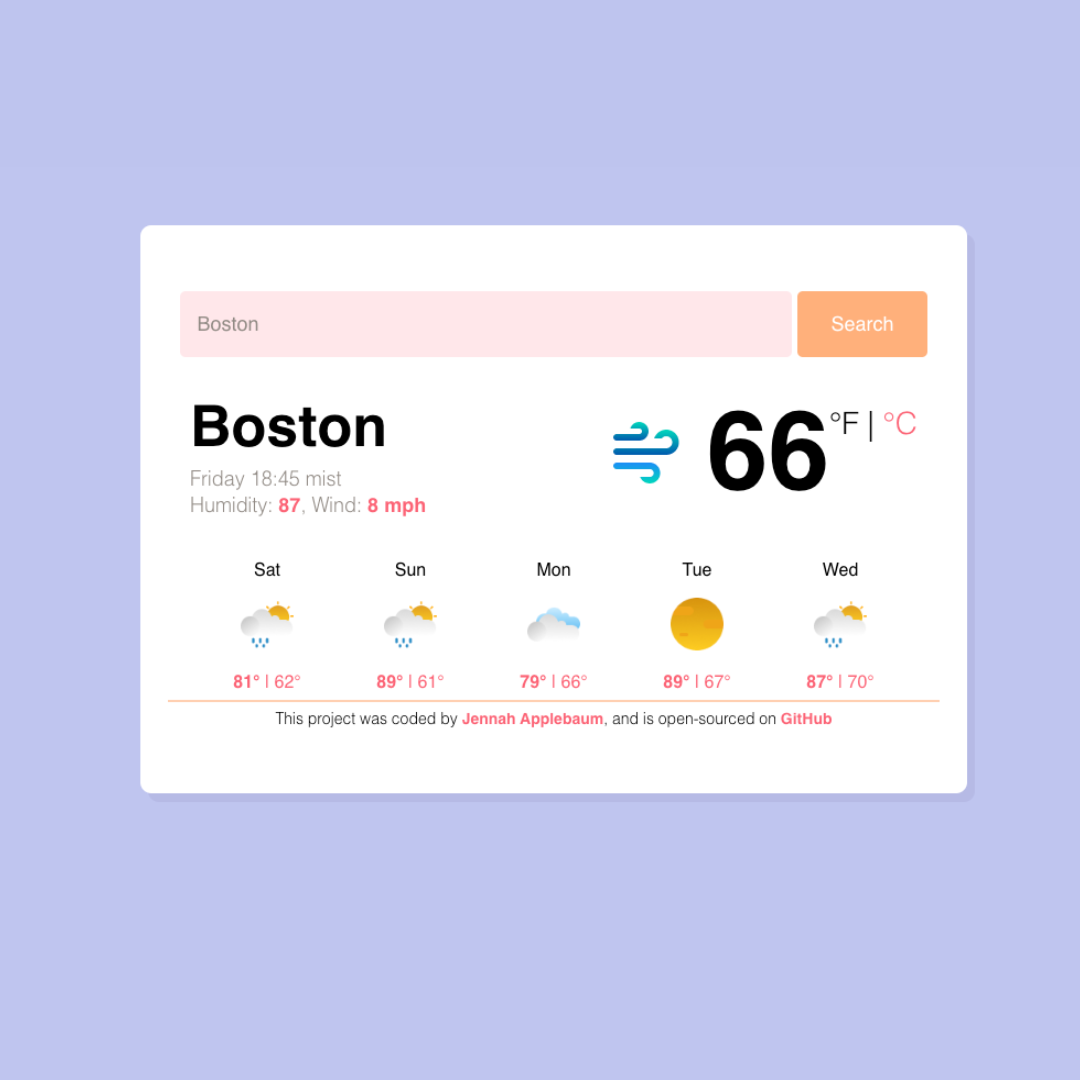 Boston
Search
Boston
66 °F | °C
Friday 18:45 mist
Humidity: 87, Wind: 8 mph
Sat Sun Mon Tue Wed
81° | 62° 89° | 61° 79° | 66° 89° | 67° 87° | 70°
This project was coded by Jennah Applebaum, and is open-sourced on GitHub